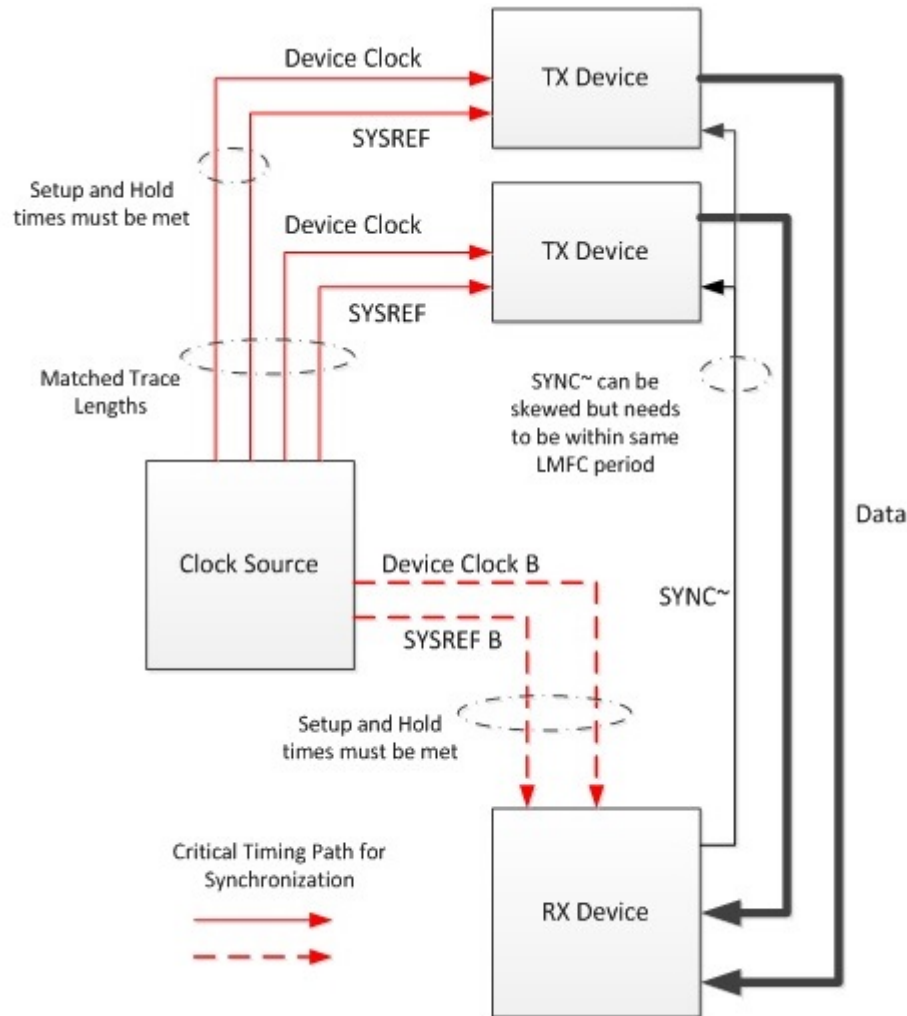 Device Clock
TX Device
SYSREF
Setup and Hold
times must be met
Device Clock
TX Device
SYSREF
Matched Trace
Lengths
SYNC~ can be
skewed but needs
to be within same
LMFC period
Data
Clock Source
Device Clock B
SYNC~
SYSREF B
Setup and Hold
times must be met
Critical Timing Path for
Synchronization
RX Device